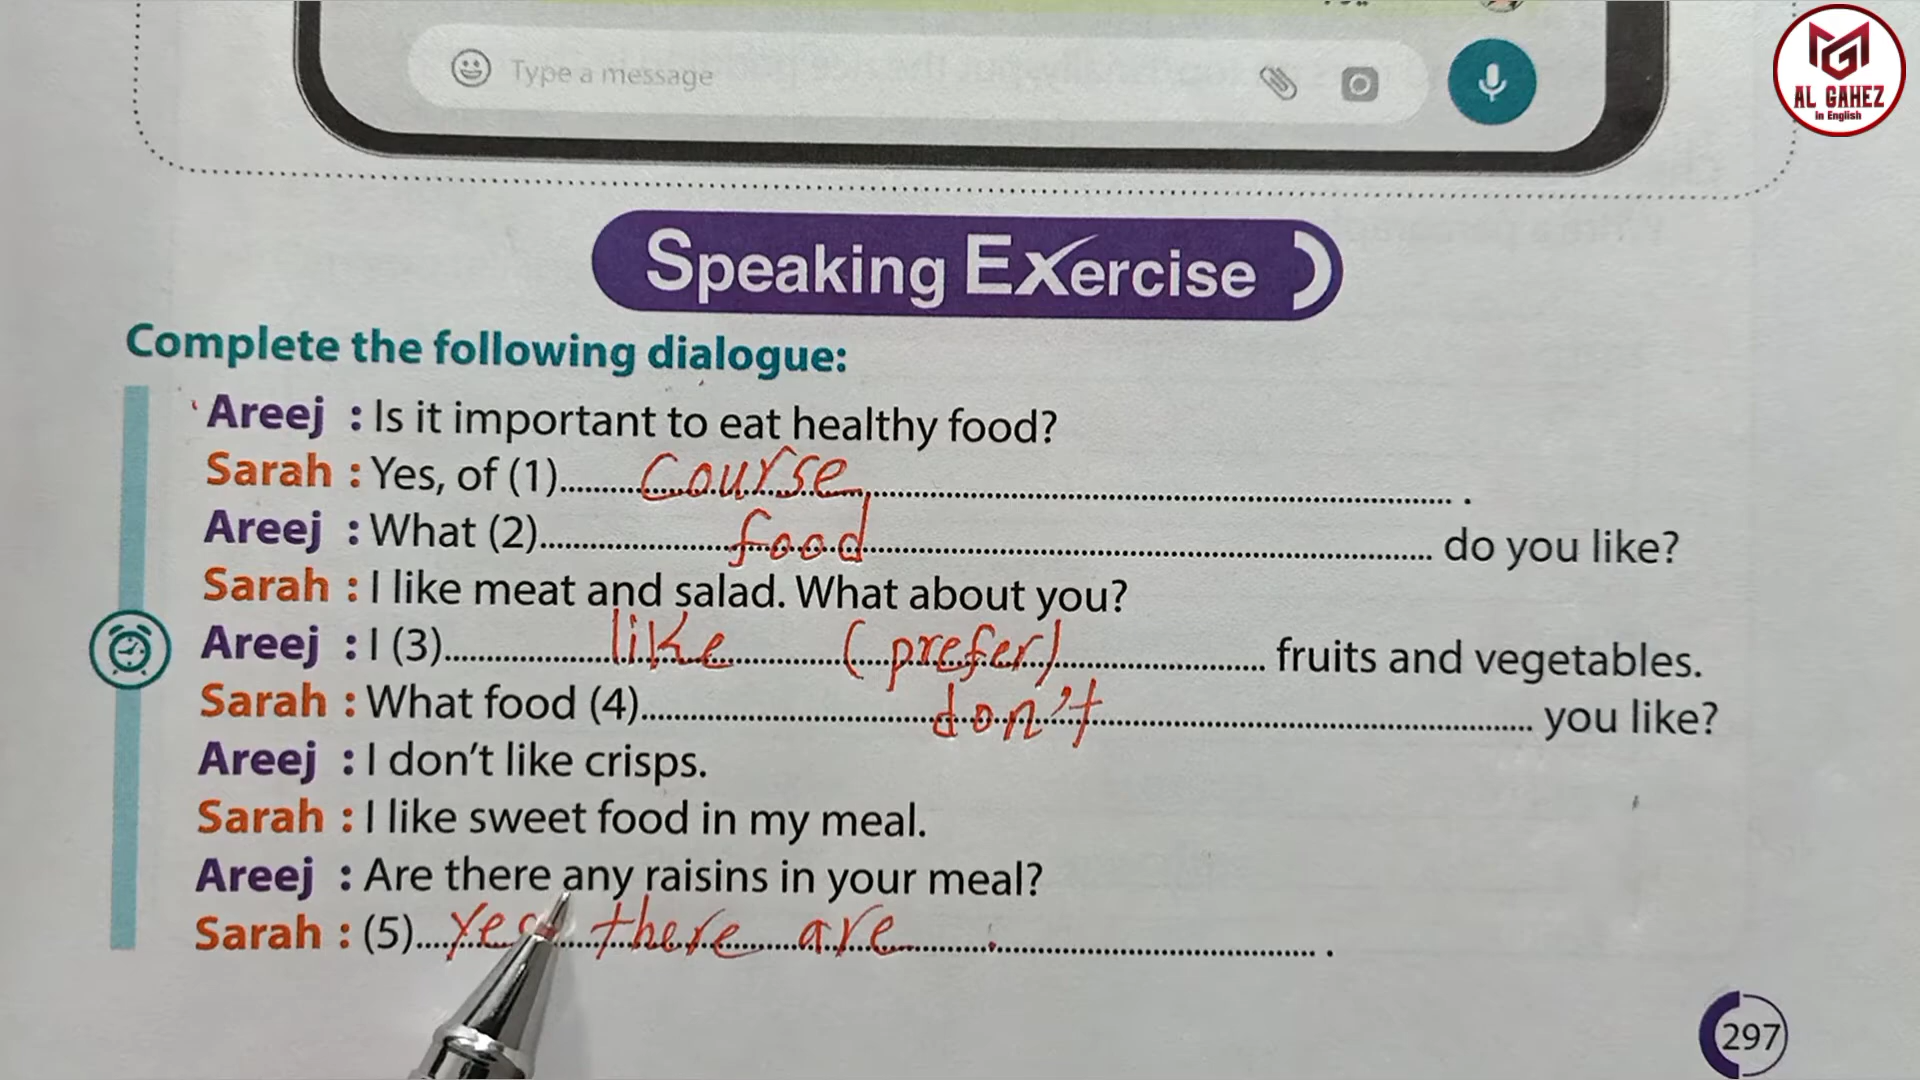 Type a message
AL GAHEZ
in English
Speaking Exercise
Complete the following dialogue:
Areej : Is it important to eat healthy food?
Sarah : Yes, of (1) course .
Areej : What (2) food do you like?
Sarah : I like meat and salad. What about you?
Areej : I (3) like (prefer) fruits and vegetables.
Sarah : What food (4) don't you like?
Areej : I don't like crisps.
Sarah : I like sweet food in my meal.
Areej : Are there any raisins in your meal?
Sarah : (5) Yes there are .
297